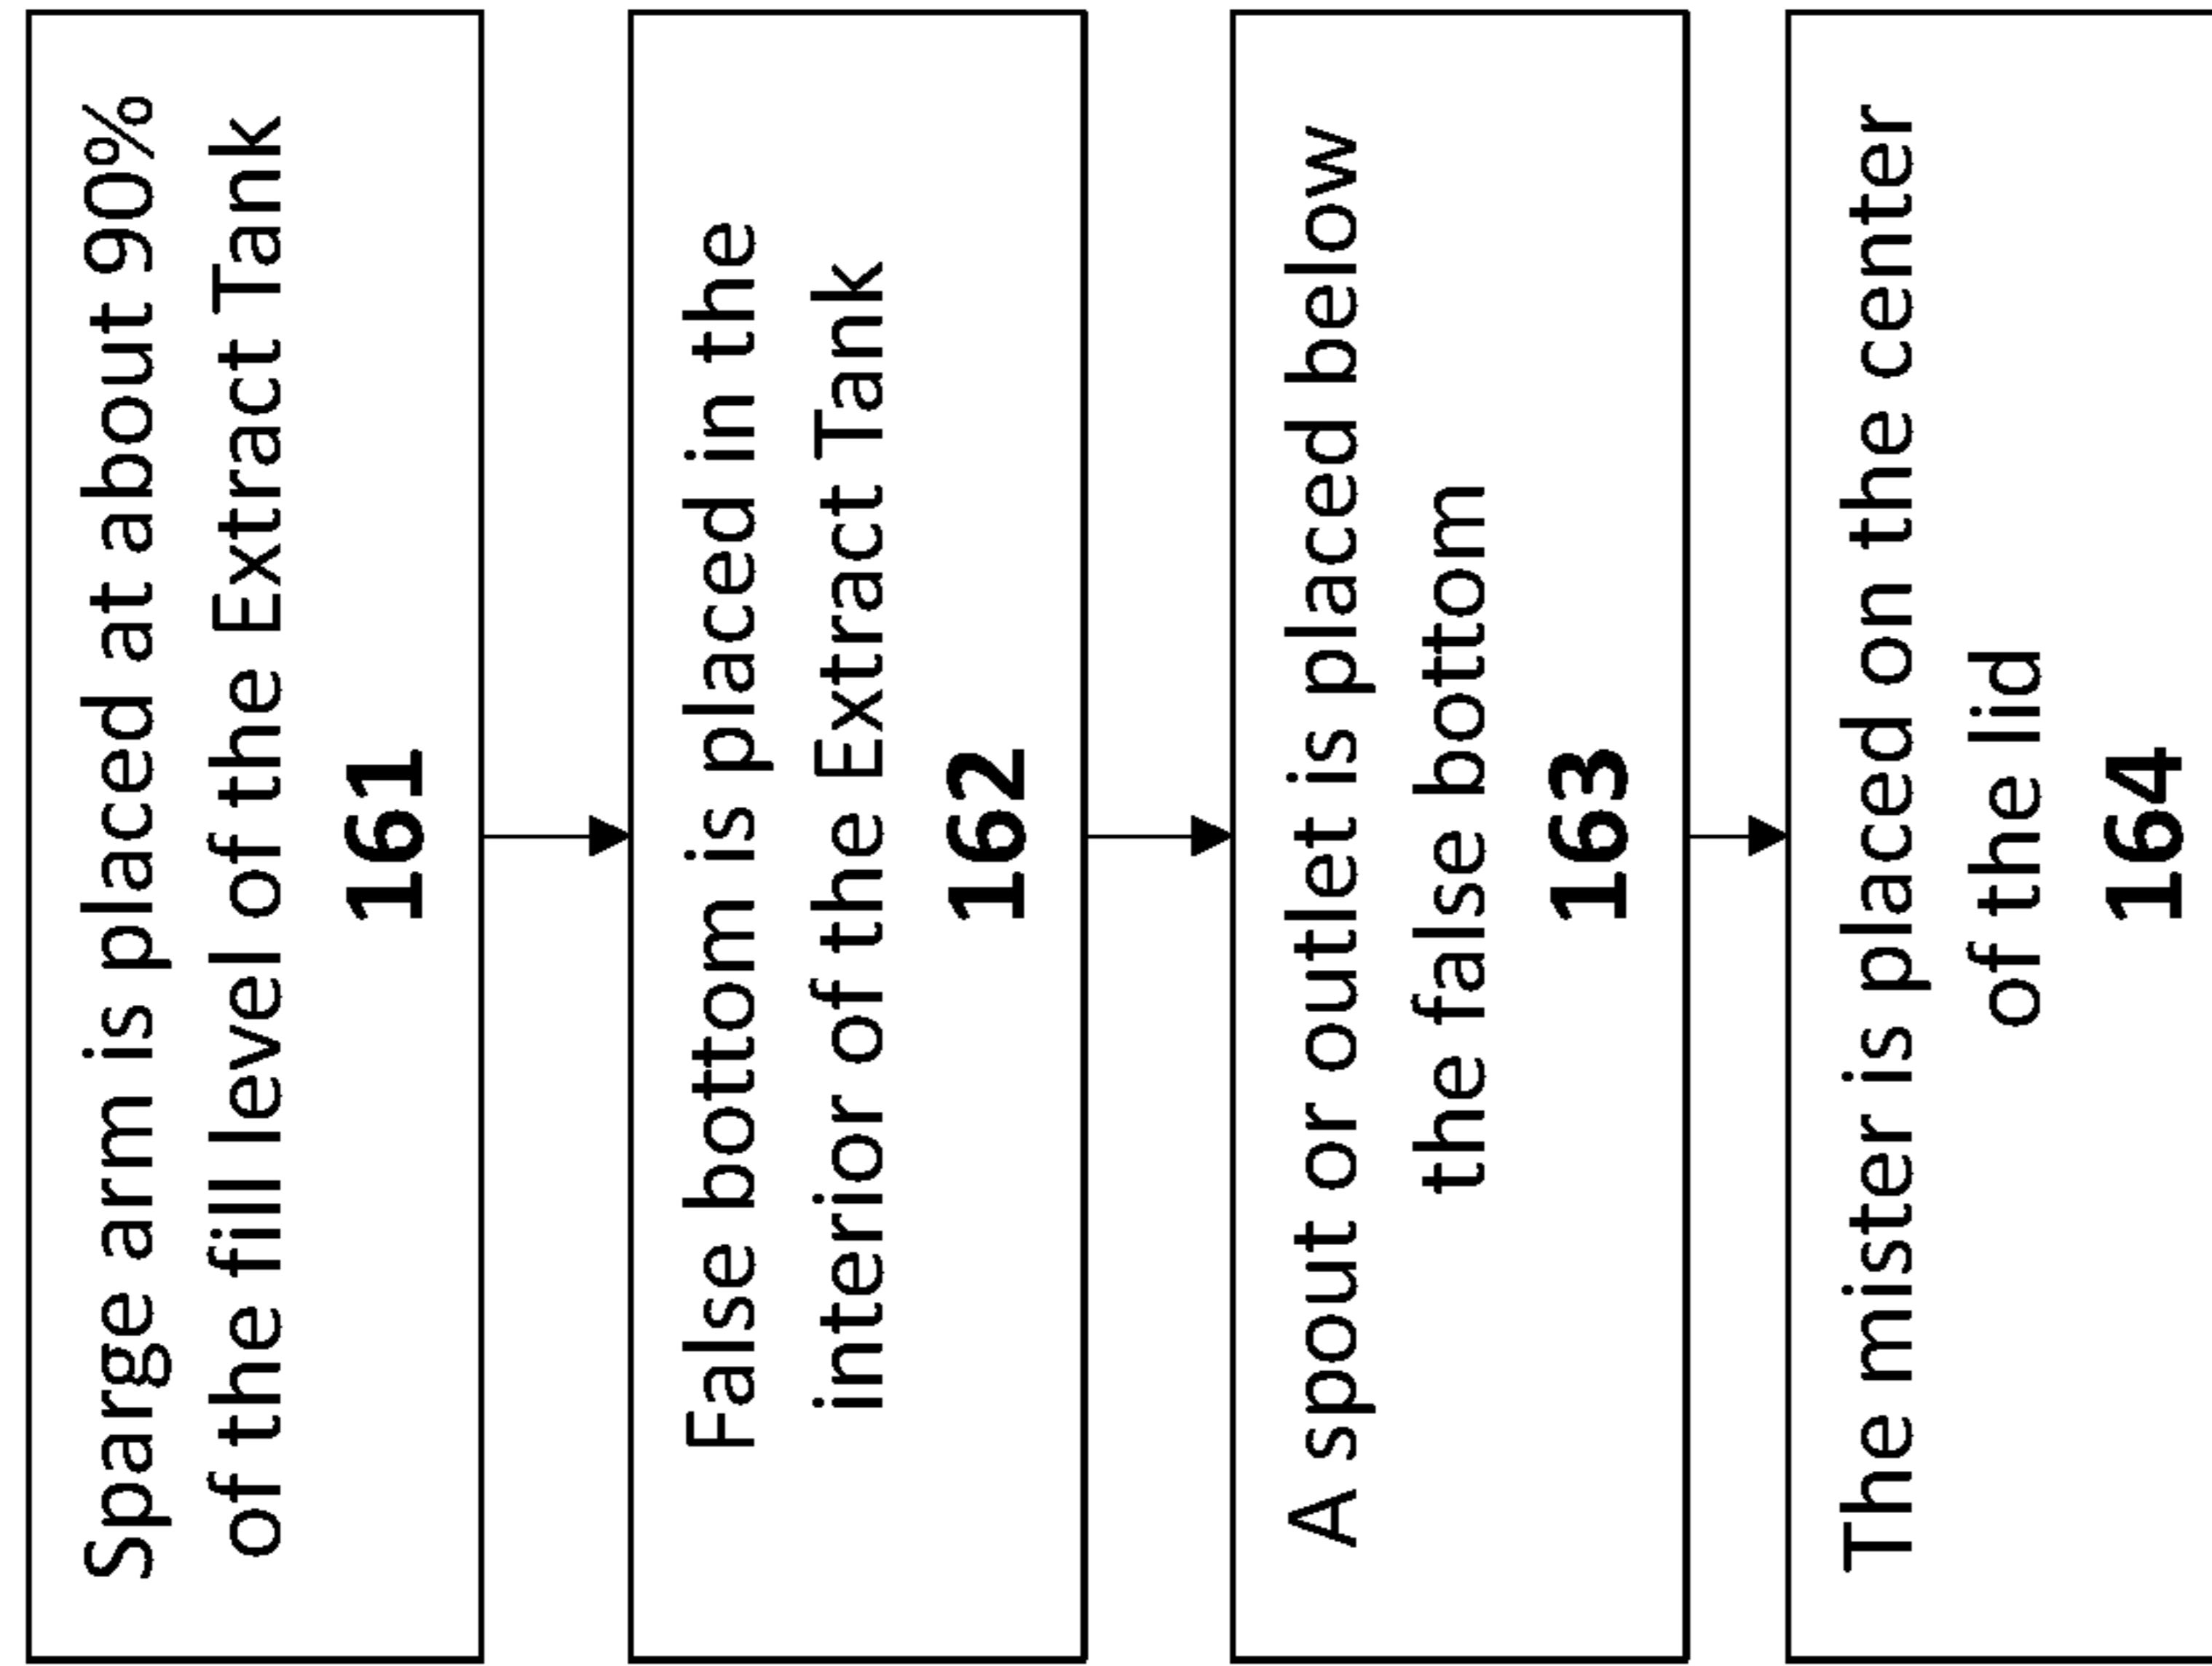 Sparge arm is placed at about 90%
of the fill level of the Extract Tank
161
False bottom is placed in the
interior of the Extract Tank
162
A spout or outlet is placed below
the false bottom
163
The mister is placed on the center
of the lid
164